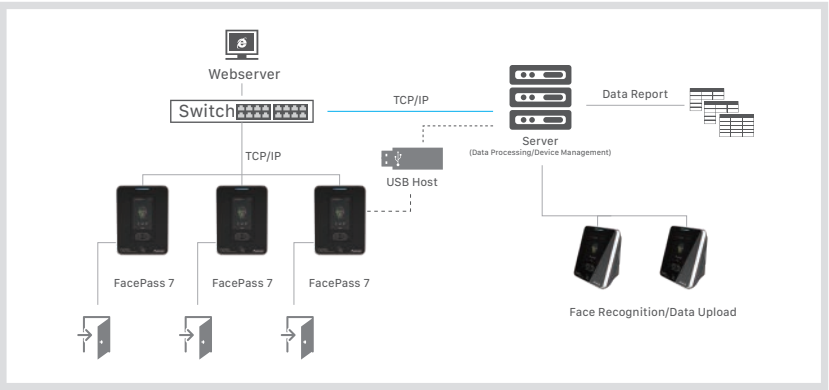 Webserver
Switch
TCP/IP
Data Report
Server
(Data Processing/Device Management)
TCP/IP
USB Host
FacePass 7
FacePass 7
FacePass 7
Face Recognition/Data Upload